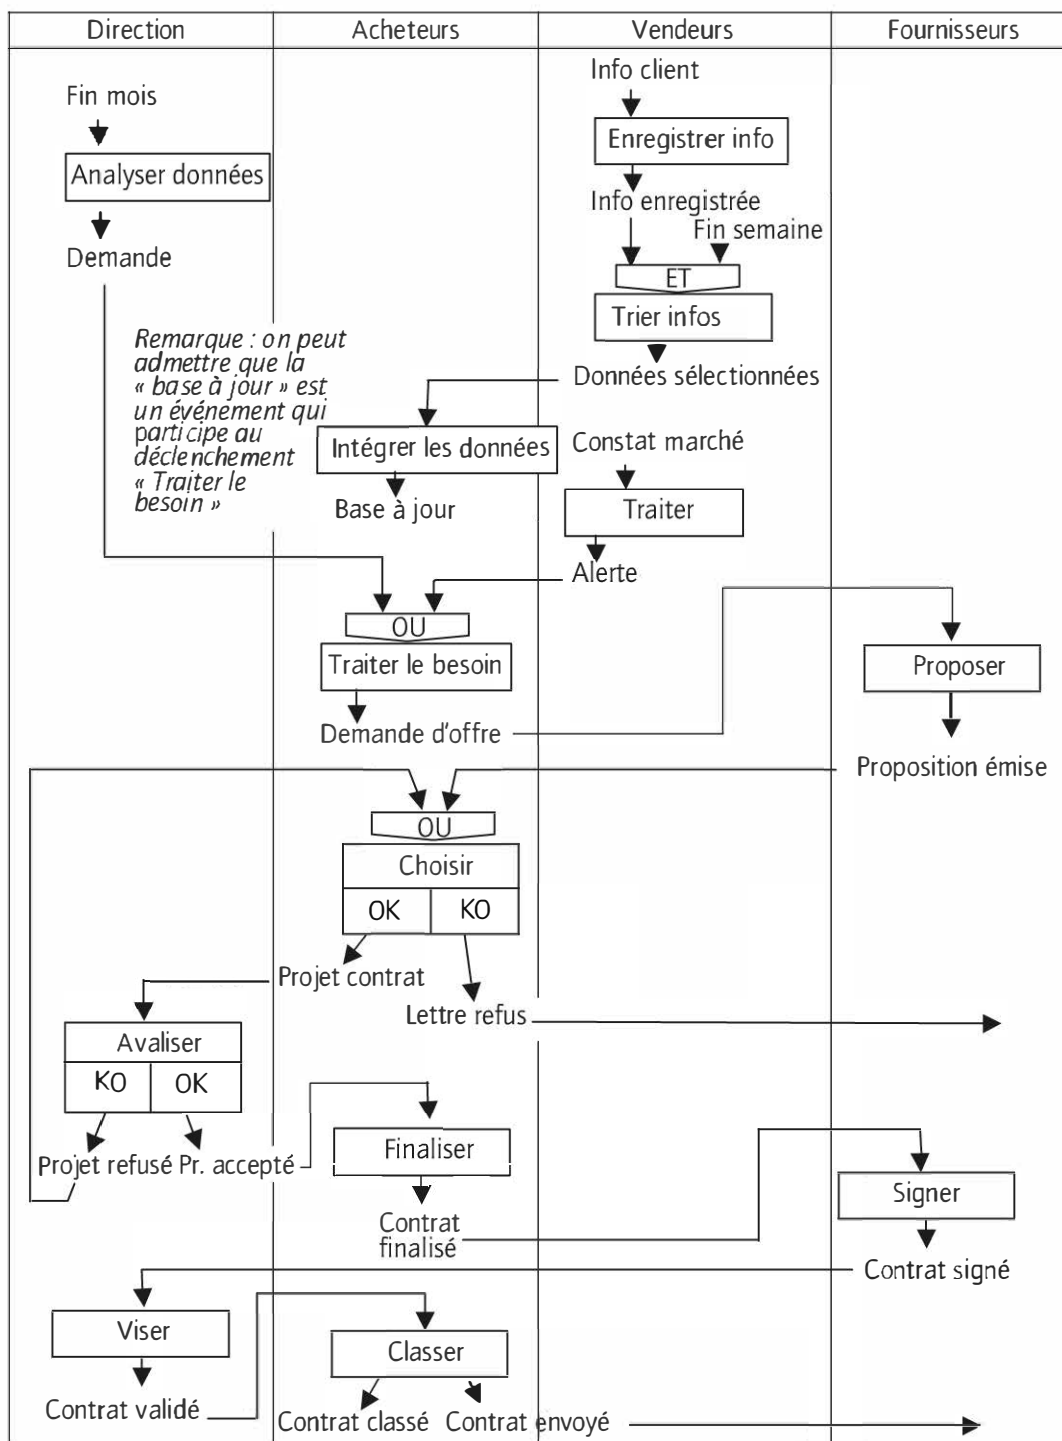 Direction
Acheteurs
Vendeurs
Fournisseurs
Info client
Fin mois
Enregistrer info
Analyser données
Info enregistrée
Fin semaine
Demande
ET
Trier infos
Remarque : on peut
admettre que la
« base à jour » est
un événement qui
participe au
déclenchement
« Traiter le
besoin »
Données sélectionnées
Intégrer les données
Constat marché
Base à jour
Traiter
Alerte
OU
Traiter le besoin
Proposer
Demande d'offre
Proposition émise
OU
Choisir
OK
KO
Projet contrat
Lettre refus
Avaliser
KO
OK
Finaliser
Projet refusé
Pr. accepté
Signer
Contrat
finalisé
Contrat signé
Viser
Classer
Contrat validé
Contrat classé
Contrat envoyé